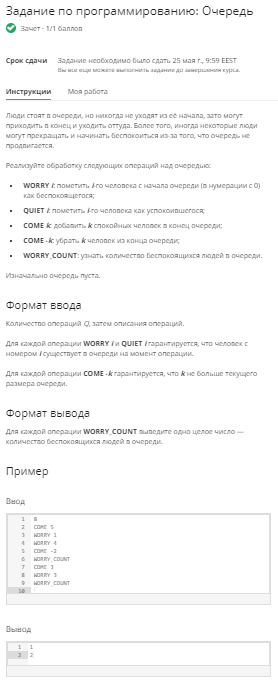 Задание по программированию: Очередь
Зачет · 1/1 баллов
Срок сдачи Задание необходимо было сдать 25 мая г., 9:59 EEST
Вы все еще можете выполнить задание до завершения курса.
Инструкции Моя работа
Люди стоят в очереди, но никогда не уходят из её начала, зато могут
приходить в конец и уходить оттуда. Более того, иногда некоторые люди
могут прекращать и начинать беспокоиться из-за того, что очередь не
продвигается.
Реализуйте обработку следующих операций над очередью:
• WORRY i: пометить i-го человека с начала очереди (в нумерации с 0)
как беспокоящегося;
• QUIET i: пометить i-го человека как успокоившегося;
• COME k: добавить k спокойных человек в конец очереди;
• COME -k: убрать k человек из конца очереди;
• WORRY_COUNT: узнать количество беспокоящихся людей в очереди.
Изначально очередь пуста.
Формат ввода
Количество операций Q, затем описания операций.
Для каждой операции WORRY i и QUIET i гарантируется, что человек с
номером i существует в очереди на момент операции.
Для каждой операции COME -k гарантируется, что k не больше текущего
размера очереди.
Формат вывода
Для каждой операции WORRY_COUNT выведите одно целое число —
количество беспокоящихся людей в очереди.
Пример
Ввод
1 8
2 COME 5
3 WORRY 1
4 WORRY 4
5 COME -2
6 WORRY_COUNT
7 COME 3
8 WORRY 3
9 WORRY_COUNT
10
Вывод
1 1
2 2